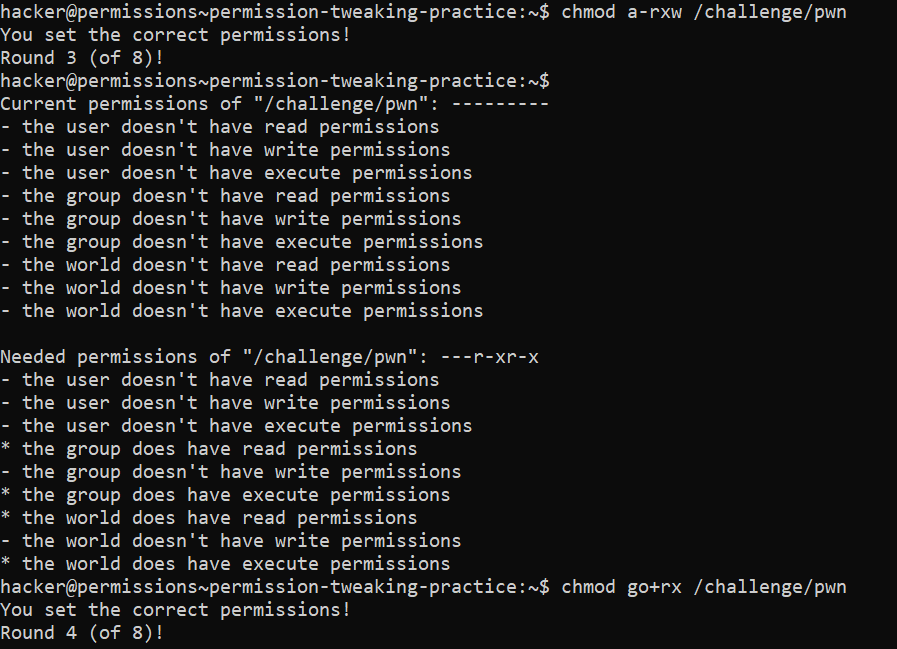 hacker@permissions~permission-tweaking-practice:~$ chmod a-rxw /challenge/pwn
You set the correct permissions!
Round 3 (of 8)!
hacker@permissions~permission-tweaking-practice:~$
Current permissions of "/challenge/pwn": ---------
- the user doesn't have read permissions
- the user doesn't have write permissions
- the user doesn't have execute permissions
- the group doesn't have read permissions
- the group doesn't have write permissions
- the group doesn't have execute permissions
- the world doesn't have read permissions
- the world doesn't have write permissions
- the world doesn't have execute permissions
Needed permissions of "/challenge/pwn": ---r-xr-x
- the user doesn't have read permissions
- the user doesn't have write permissions
- the user doesn't have execute permissions
* the group does have read permissions
- the group doesn't have write permissions
* the group does have execute permissions
* the world does have read permissions
- the world doesn't have write permissions
* the world does have execute permissions
hacker@permissions~permission-tweaking-practice:~$ chmod go+rx /challenge/pwn
You set the correct permissions!
Round 4 (of 8)!